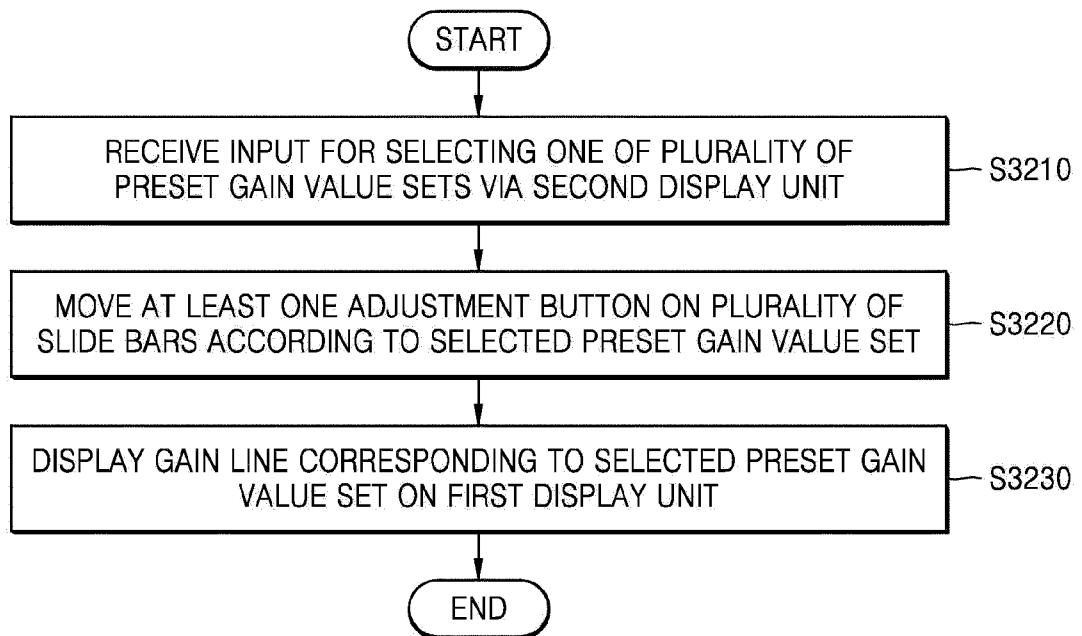 START
RECEIVE INPUT FOR SELECTING ONE OF PLURALITY OF
PRESET GAIN VALUE SETS VIA SECOND DISPLAY UNIT
S3210
MOVE AT LEAST ONE ADJUSTMENT BUTTON ON PLURALITY OF
SLIDE BARS ACCORDING TO SELECTED PRESET GAIN VALUE SET
S3220
DISPLAY GAIN LINE CORRESPONDING TO SELECTED PRESET GAIN
VALUE SET ON FIRST DISPLAY UNIT
S3230
END